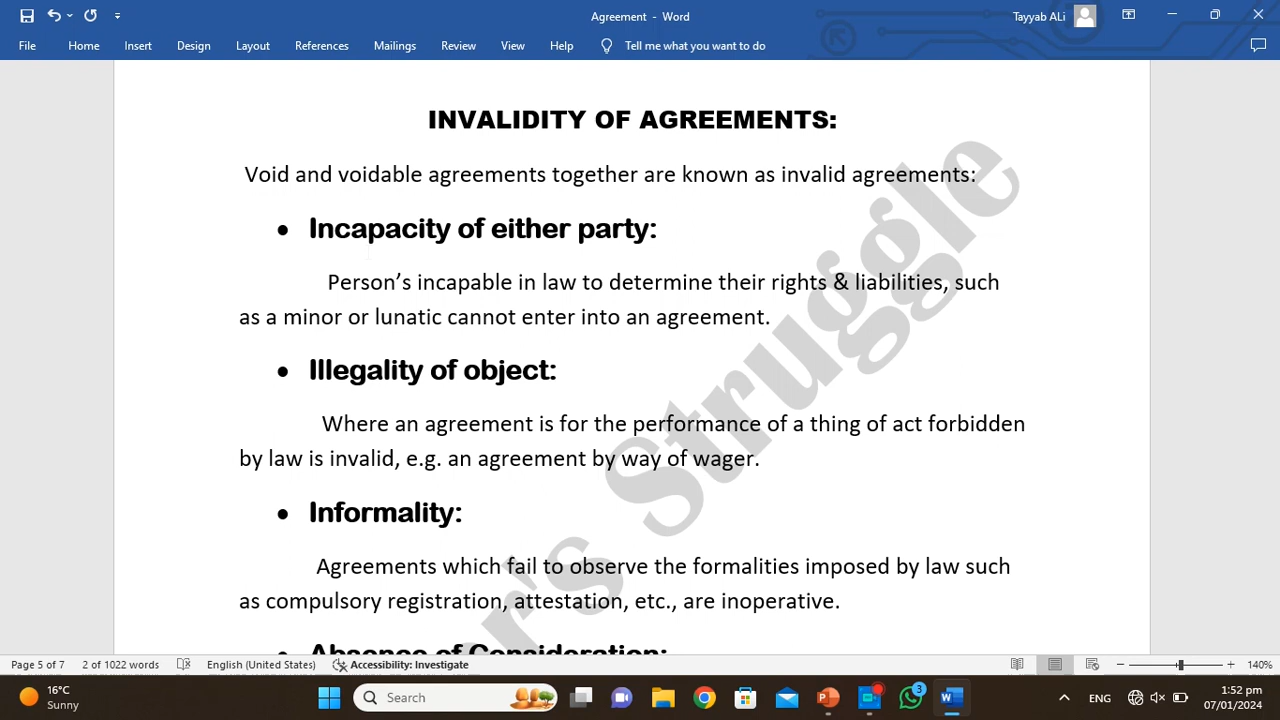 Agreement - Word
Tayyab ALi
File Home Insert Design Layout References Mailings Review View Help Tell me what you want to do
INVALIDITY OF AGREEMENTS:
Void and voidable agreements together are known as invalid agreements:
• Incapacity of either party:
Person's incapable in law to determine their rights & liabilities, such
as a minor or lunatic cannot enter into an agreement.
• Illegality of object:
Where an agreement is for the performance of a thing of act forbidden
by law is invalid, e.g. an agreement by way of wager.
• Informality:
Agreements which fail to observe the formalities imposed by law such
as compulsory registration, attestation, etc., are inoperative.
• Absence of Consideration:
er's Struggle
Page 5 of 7 2 of 1022 words English (United States) Accessibility: Investigate 140%
16°C
Sunny
Search
3
ENG
1:52 pm
07/01/2024